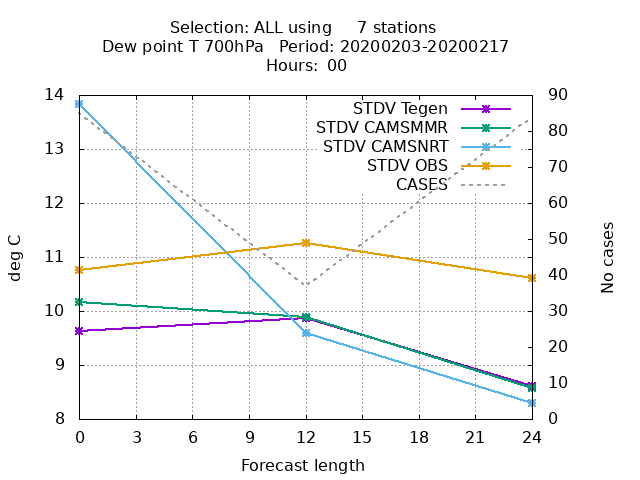 Selection: ALL using 7 stations
Dew point T 700hPa Period: 20200203-20200217
Hours: 00
14 90
STDV Tegen
80
STDV CAMSMMR
13
STDV CAMSNRT
70
STDV OBS
CASES
12 60
11 50
deg C
No cases
40
10 30
20
9
10
8 0
0 3 6 9 12 15 18 21 24
Forecast length